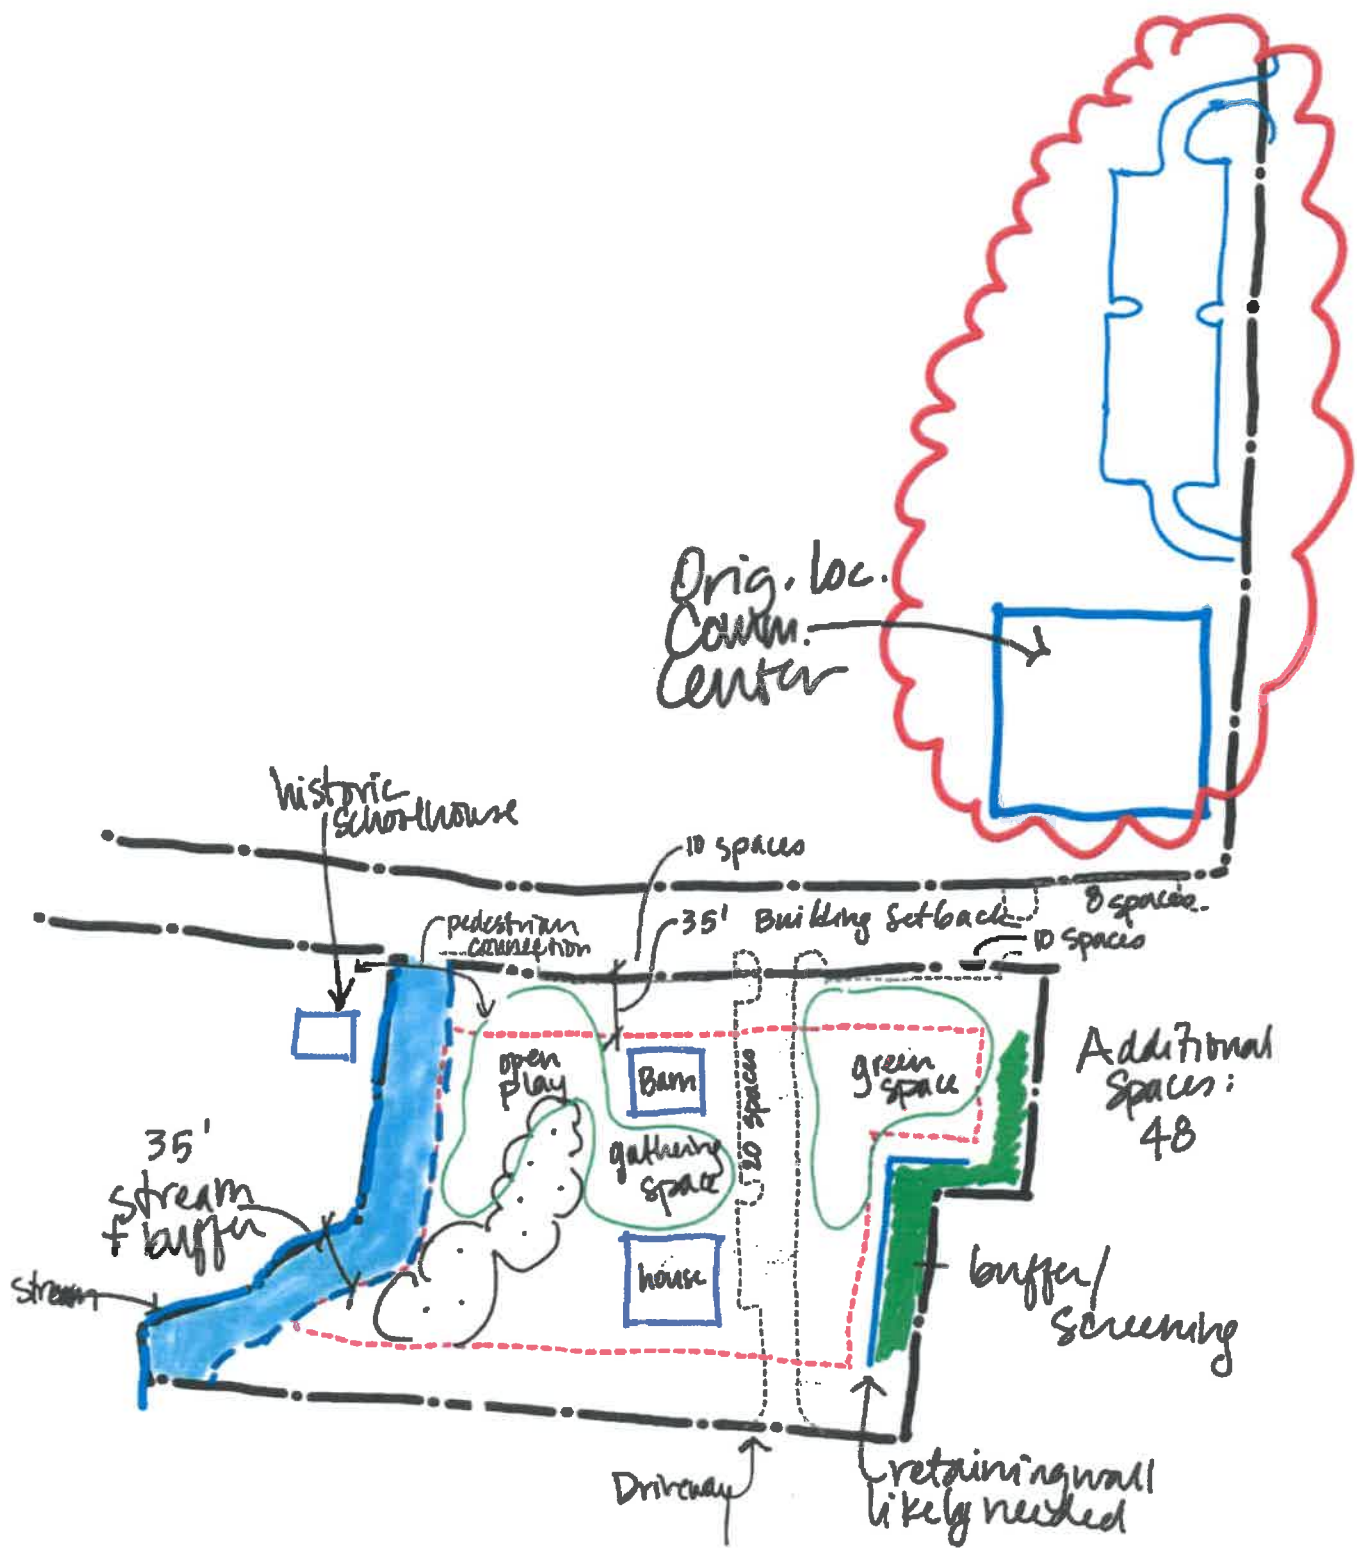 Orig. loc.
Comm.
Center
historic
schoolhouse
10 spaces
8 spaces.
pedestrian
connection
35' Building Setback
10 spaces
open
play
Barn
20 spaces
green
space
Additional
Spaces:
48
gathering
space
35'
stream
+ buffer
stream
house
buffer/
screening
Driveway
retaining wall
likely needed